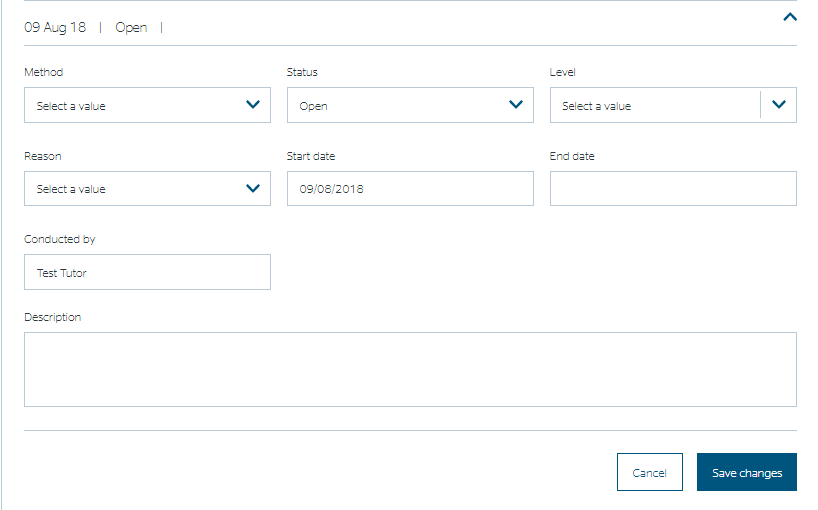 09 Aug 18 | Open |
Method Status Level
Select a value Open Select a value
Reason Start date End date
Select a value 09/08/2018
Conducted by
Test Tutor
Description
Cancel Save changes